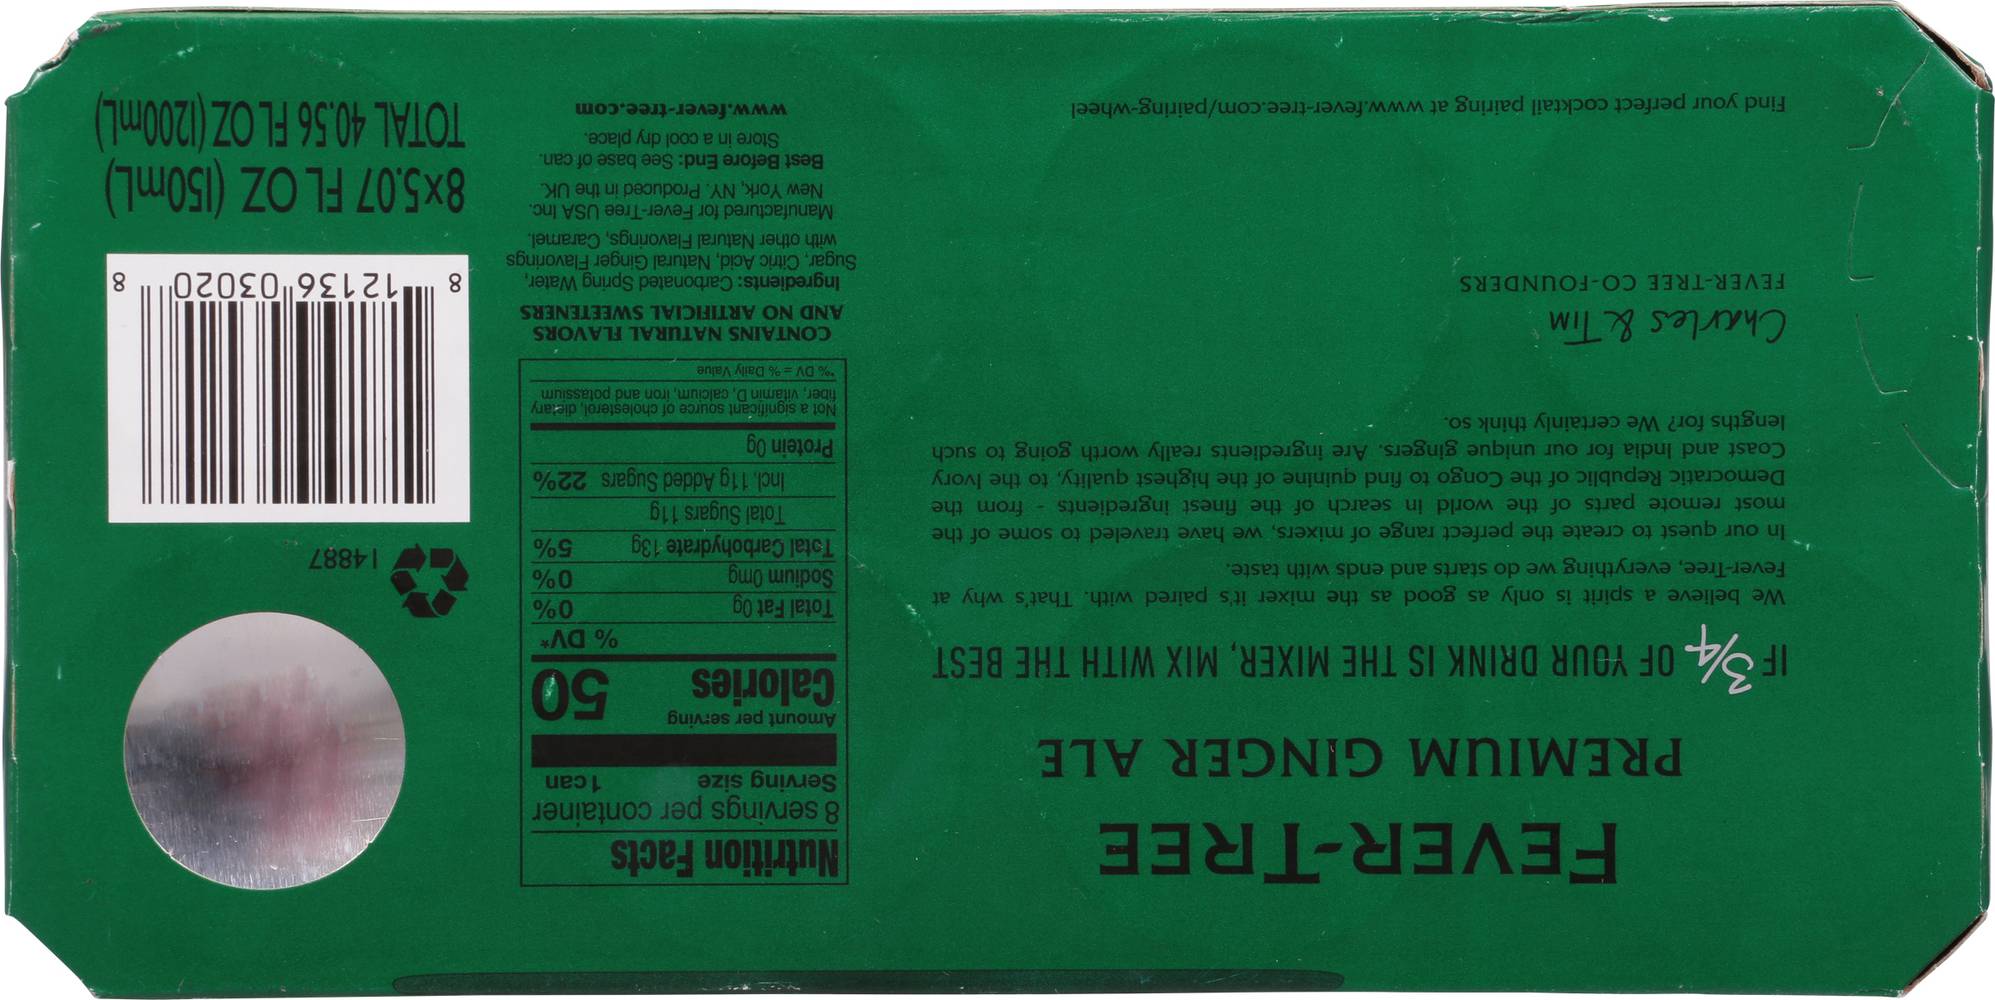 FEVER-TREE
PREMIUM GINGER ALE
IF 3/4 OF YOUR DRINK IS THE MIXER, MIX WITH THE BEST
We believe a spirit is only as good as the mixer it's paired with. That's why at
Fever-Tree, everything we do starts and ends with taste.
In our quest to create the perfect range of mixers, we have traveled to some of the
most remote parts of the world in search of the finest ingredients - from the
Democratic Republic of the Congo to find quinine of the highest quality, to the Ivory
Coast and India for our unique gingers. Are ingredients really worth going to such
lengths for? We certainly think so.
Charles & Tim
FEVER-TREE CO-FOUNDERS
Find your perfect cocktail pairing at www.fever-tree.com/pairing-wheel
Nutrition Facts
8 servings per container
Serving size 1 can
Amount per serving
Calories 50
% DV*
Total Fat 0g 0%
Sodium 0mg 0%
Total Carbohydrate 13g 5%
Total Sugars 11g
Incl. 11g Added Sugars 22%
Protein 0g
Not a significant source of cholesterol, dietary
fiber, vitamin D, calcium, iron and potassium
*% DV = % Daily Value
CONTAINS NATURAL FLAVORS
AND NO ARTIFICIAL SWEETENERS
Ingredients: Carbonated Spring Water,
Sugar, Citric Acid, Natural Ginger Flavorings
with other Natural Flavorings, Caramel.
Manufactured for Fever-Tree USA Inc.
New York, NY. Produced in the UK.
Best Before End: See base of can.
Store in a cool dry place.
www.fever-tree.com
14887
8 12136 03020 8
8x5.07 FL OZ (150mL)
TOTAL 40.56 FL OZ (1200mL)